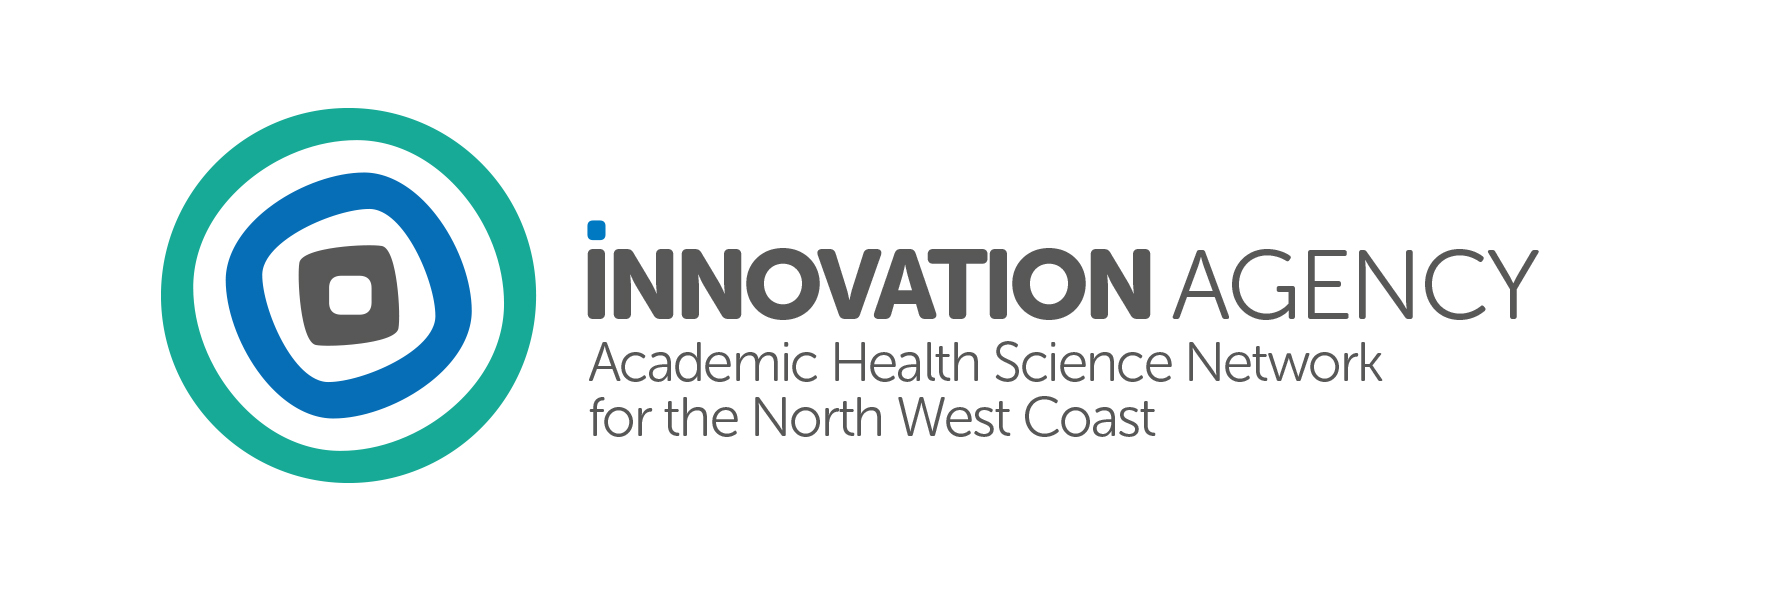 iNNOVATION AGENCY
Academic Health Science Network
for the North West Coast